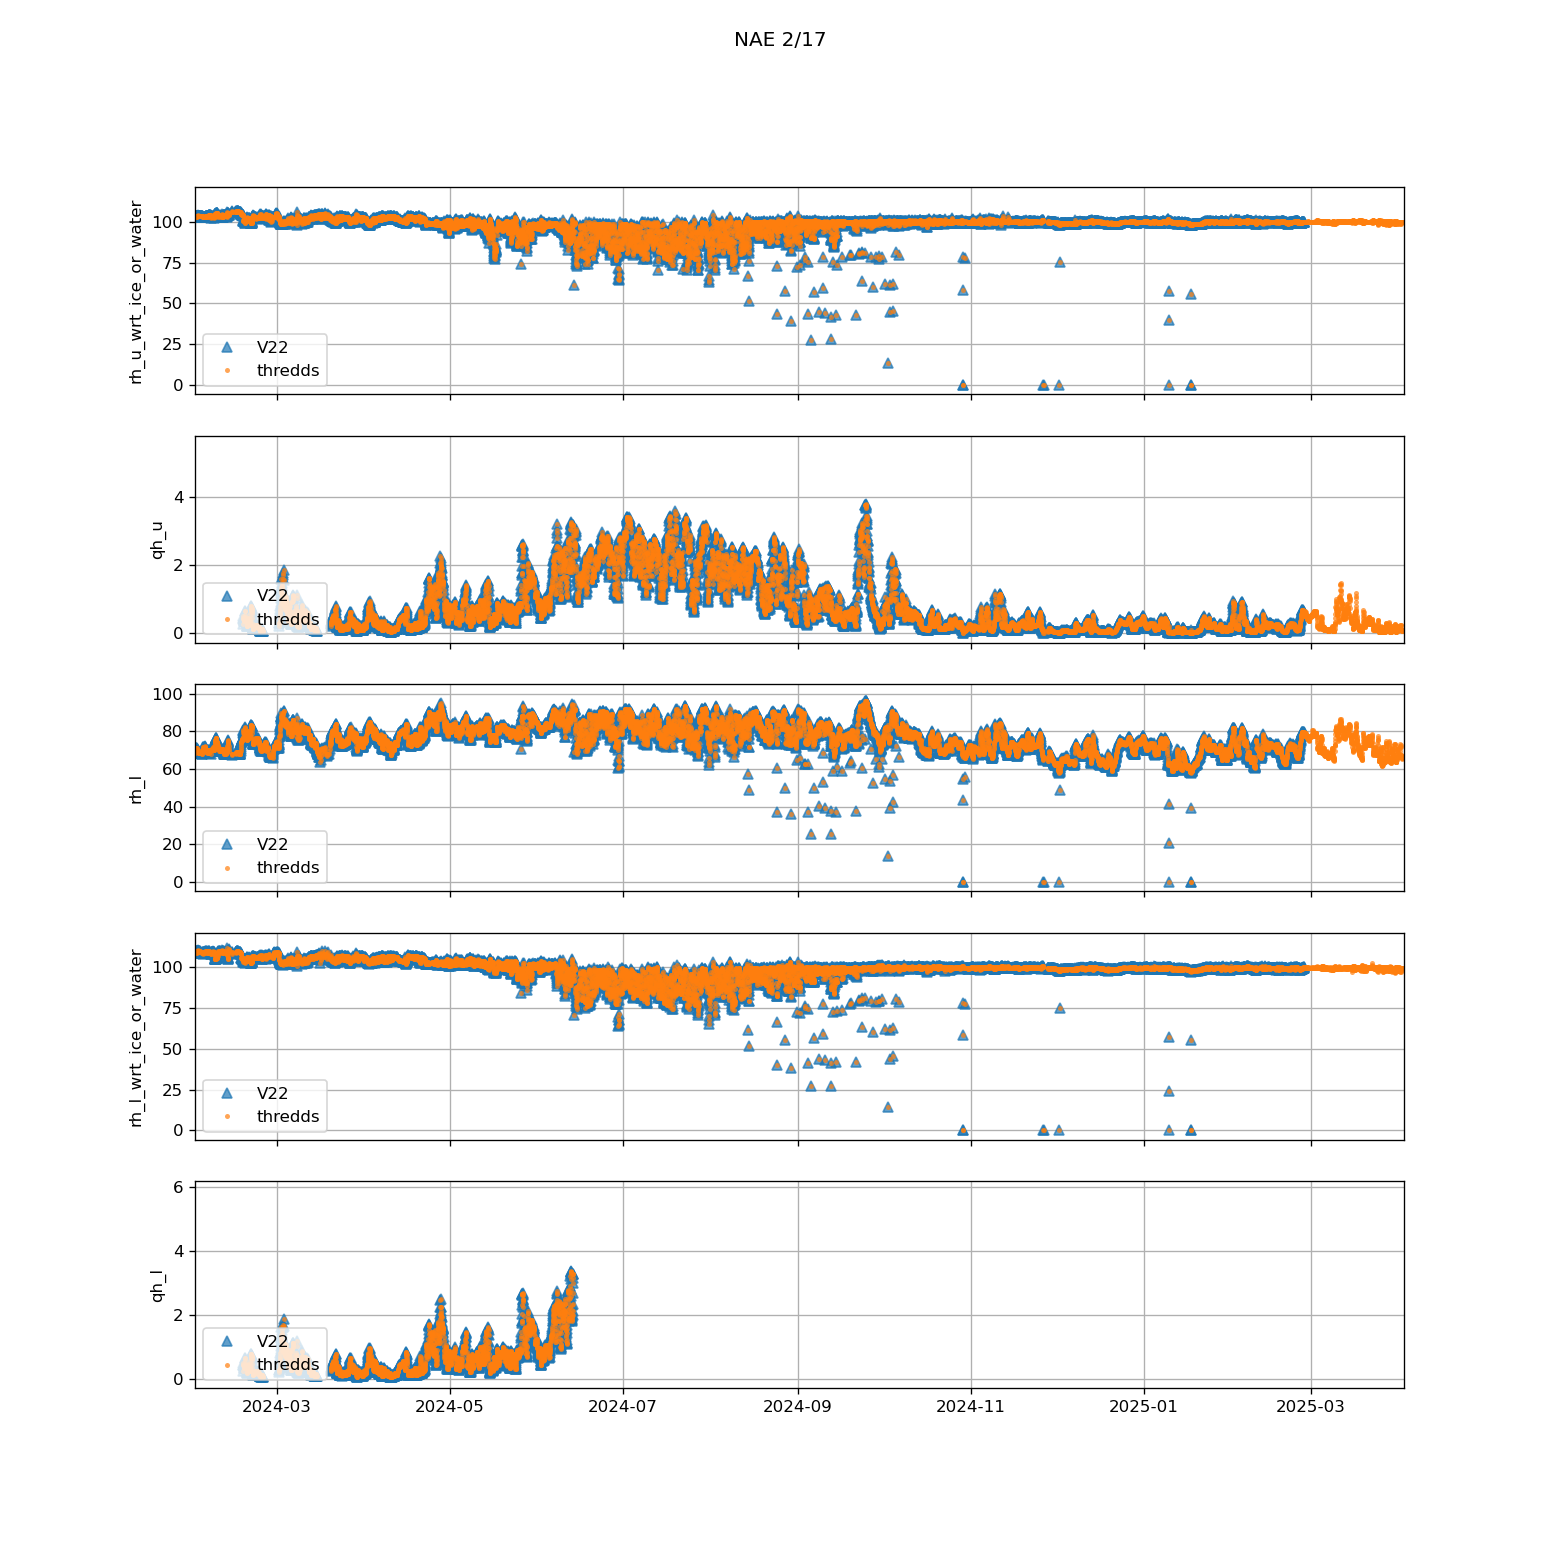 NAE 2/17
rh_u_wrt_ice_or_water
100
75
50
25
0
V22
thredds
qh_u
4
2
0
V22
thredds
rh_l
100
80
60
40
20
0
V22
thredds
rh_l_wrt_ice_or_water
100
75
50
25
0
V22
thredds
qh_l
6
4
2
0
V22
thredds
2024-03 2024-05 2024-07 2024-09 2024-11 2025-01 2025-03